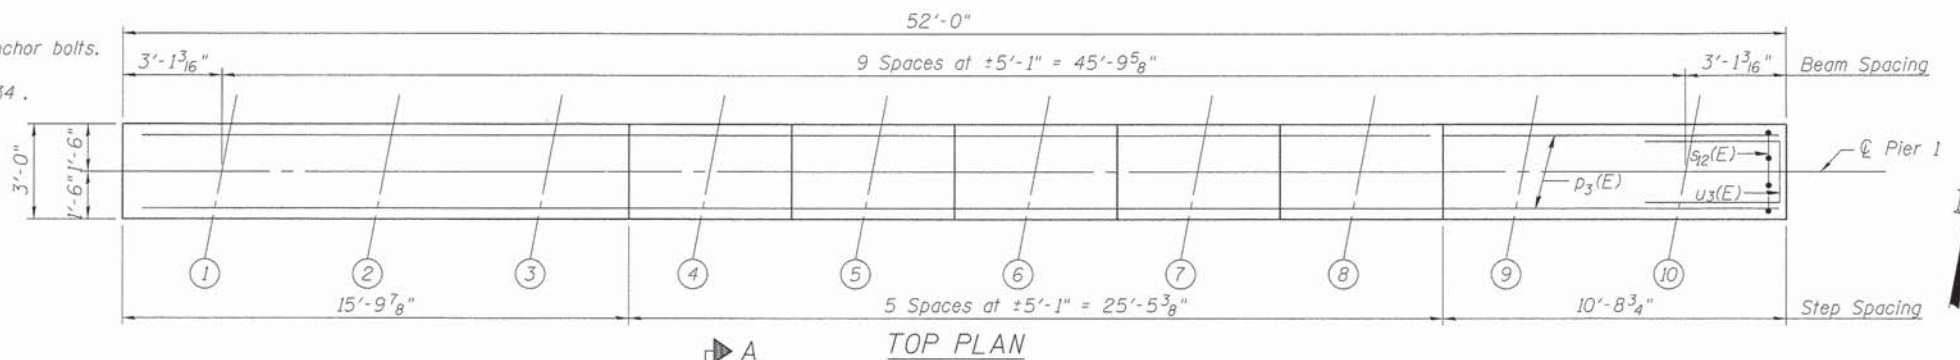 52'-0"
nchor bolts.
3'-1 3/16"
9 Spaces at ±5'-1" = 45'-9 5/8"
3'-1 3/16"
Beam Spacing
34.
3'-0"
1'-6"
1'-6"
s12(E)
p3(E)
u3(E)
℄ Pier 1
1
2
3
4
5
6
7
8
9
10
15'-9 7/8"
5 Spaces at ±5'-1" = 25'-5 3/8"
10'-8 3/4"
Step Spacing
A
TOP PLAN